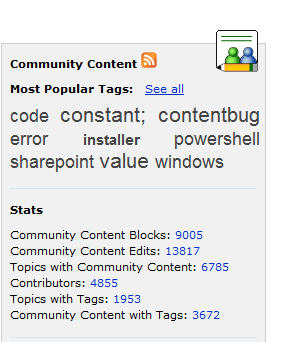 Community Content
Most Popular Tags: See all
code constant; contentbug
error installer powershell
sharepoint value windows
Stats
Community Content Blocks: 9005
Community Content Edits: 13817
Topics with Community Content: 6785
Contributors: 4855
Topics with Tags: 1953
Community Content with Tags: 3672